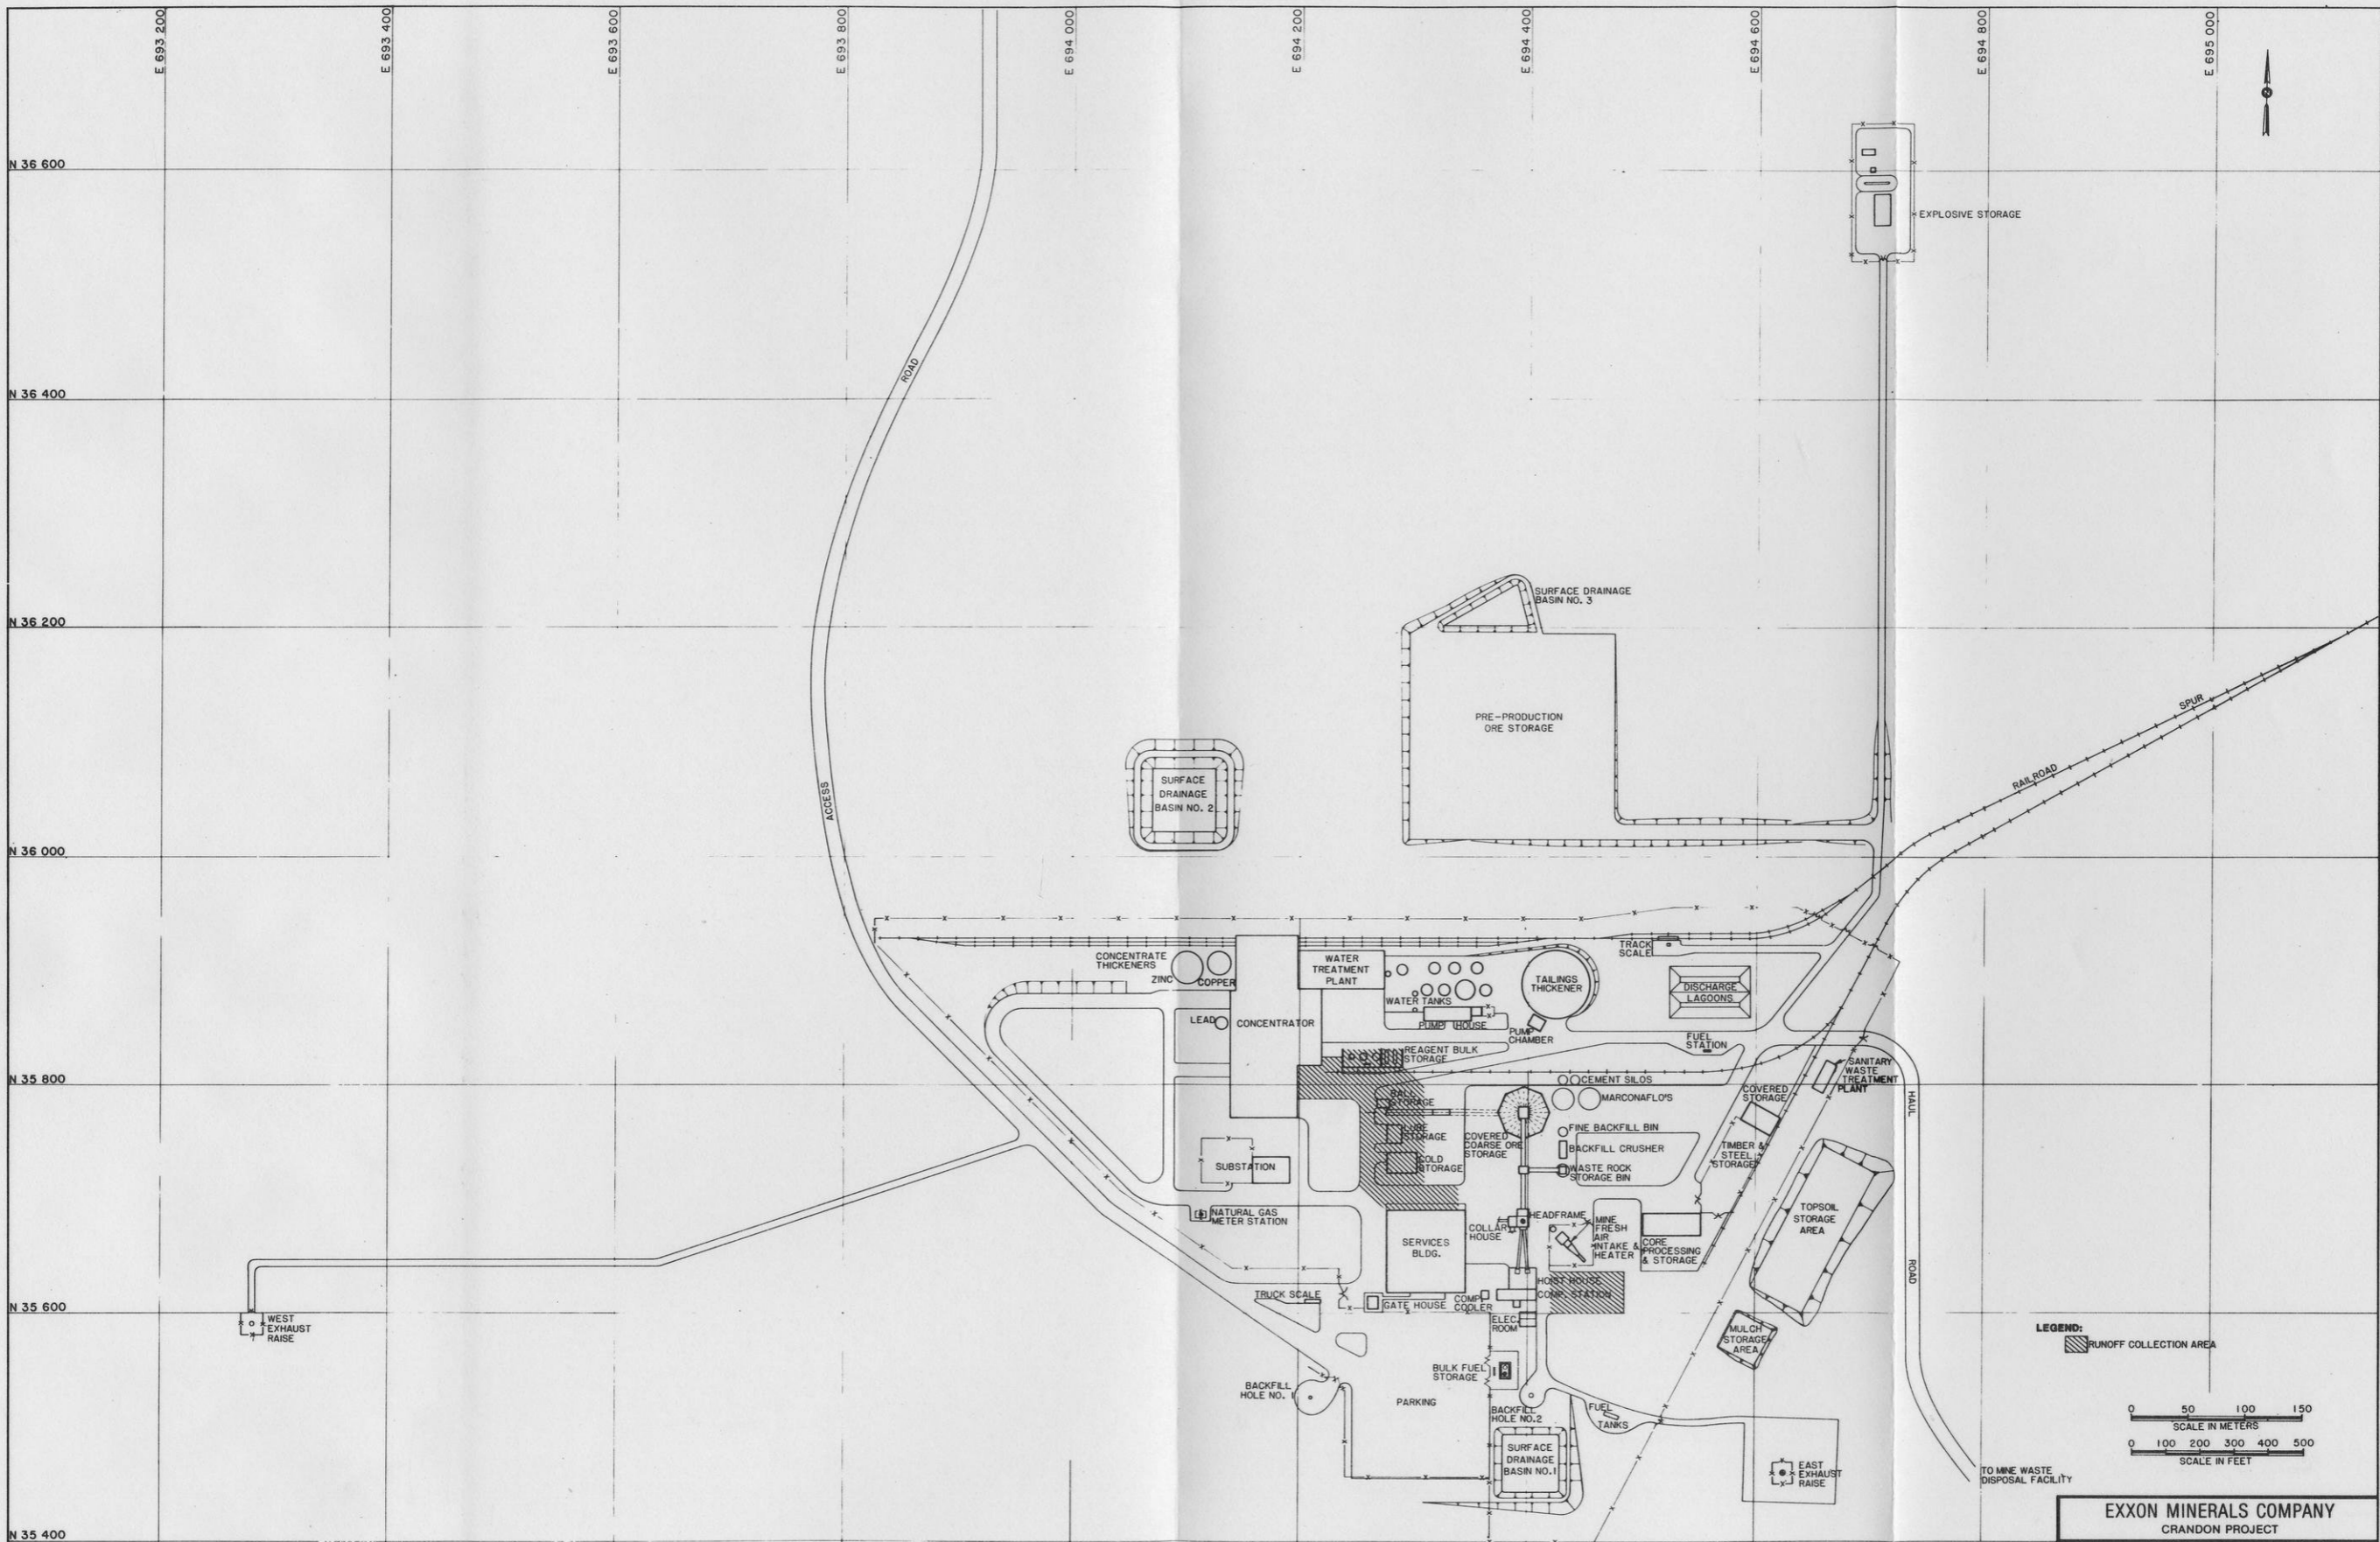 E 693 200
E 693 400
E 693 600
E 693 800
E 694 000
E 694 200
E 694 400
E 694 600
E 694 800
E 695 000
N
N 36 600
EXPLOSIVE STORAGE
ROAD
N 36 400
SURFACE DRAINAGE
BASIN NO. 3
N 36 200
SPUR
PRE-PRODUCTION
ORE STORAGE
RAILROAD
SURFACE
DRAINAGE
BASIN NO. 2
ACCESS
N 36 000
TRACK
SCALE
CONCENTRATE
THICKENERS
ZINC
COPPER
WATER
TREATMENT
PLANT
TAILINGS
THICKENER
DISCHARGE
LAGOONS
WATER TANKS
LEAD
CONCENTRATOR
PUMP HOUSE
PUMP
CHAMBER
FUEL
STATION
REAGENT BULK
STORAGE
SANITARY
WASTE
TREATMENT
PLANT
N 35 800
CEMENT SILOS
BALL
STORAGE
MARCONAFLO'S
COVERED
STORAGE
HAUL
LUBE
STORAGE
COVERED
COARSE ORE
STORAGE
FINE BACKFILL BIN
BACKFILL CRUSHER
TIMBER &
STEEL
STORAGE
COLD
STORAGE
SUBSTATION
WASTE ROCK
STORAGE BIN
NATURAL GAS
METER STATION
HEADFRAME
COLLAR
HOUSE
MINE
FRESH
AIR
INTAKE &
HEATER
CORE
PROCESSING
& STORAGE
TOPSOIL
STORAGE
AREA
SERVICES
BLDG.
ROAD
HOIST HOUSE
COMP. STATION
TRUCK SCALE
GATE HOUSE
COMP.
COOLER
N 35 600
WEST
EXHAUST
RAISE
ELEC.
ROOM
MULCH
STORAGE
AREA
LEGEND:
RUNOFF COLLECTION AREA
BULK FUEL
STORAGE
BACKFILL
HOLE NO. 1
PARKING
BACKFILL
HOLE NO.2
FUEL
TANKS
0 50 100 150
SCALE IN METERS
0 100 200 300 400 500
SCALE IN FEET
SURFACE
DRAINAGE
BASIN NO.1
EAST
EXHAUST
RAISE
TO MINE WASTE
DISPOSAL FACILITY
EXXON MINERALS COMPANY
CRANDON PROJECT
N 35 400